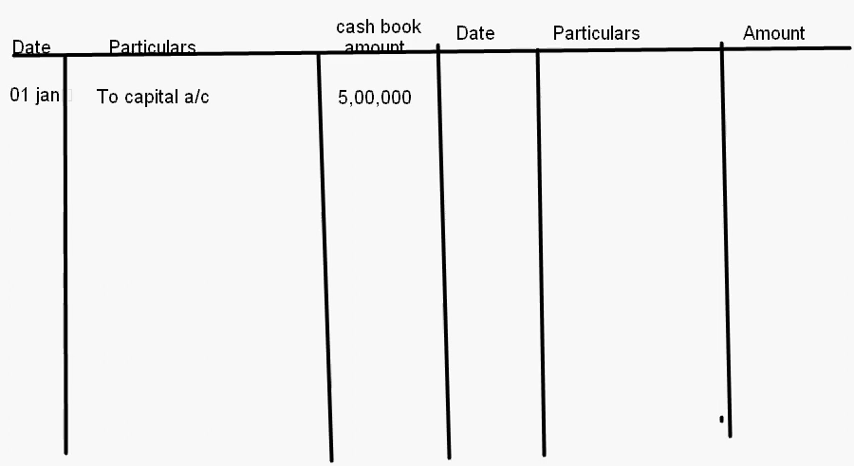 cash book
Date Particulars amount Date Particulars Amount
01 jan To capital a/c 5,00,000